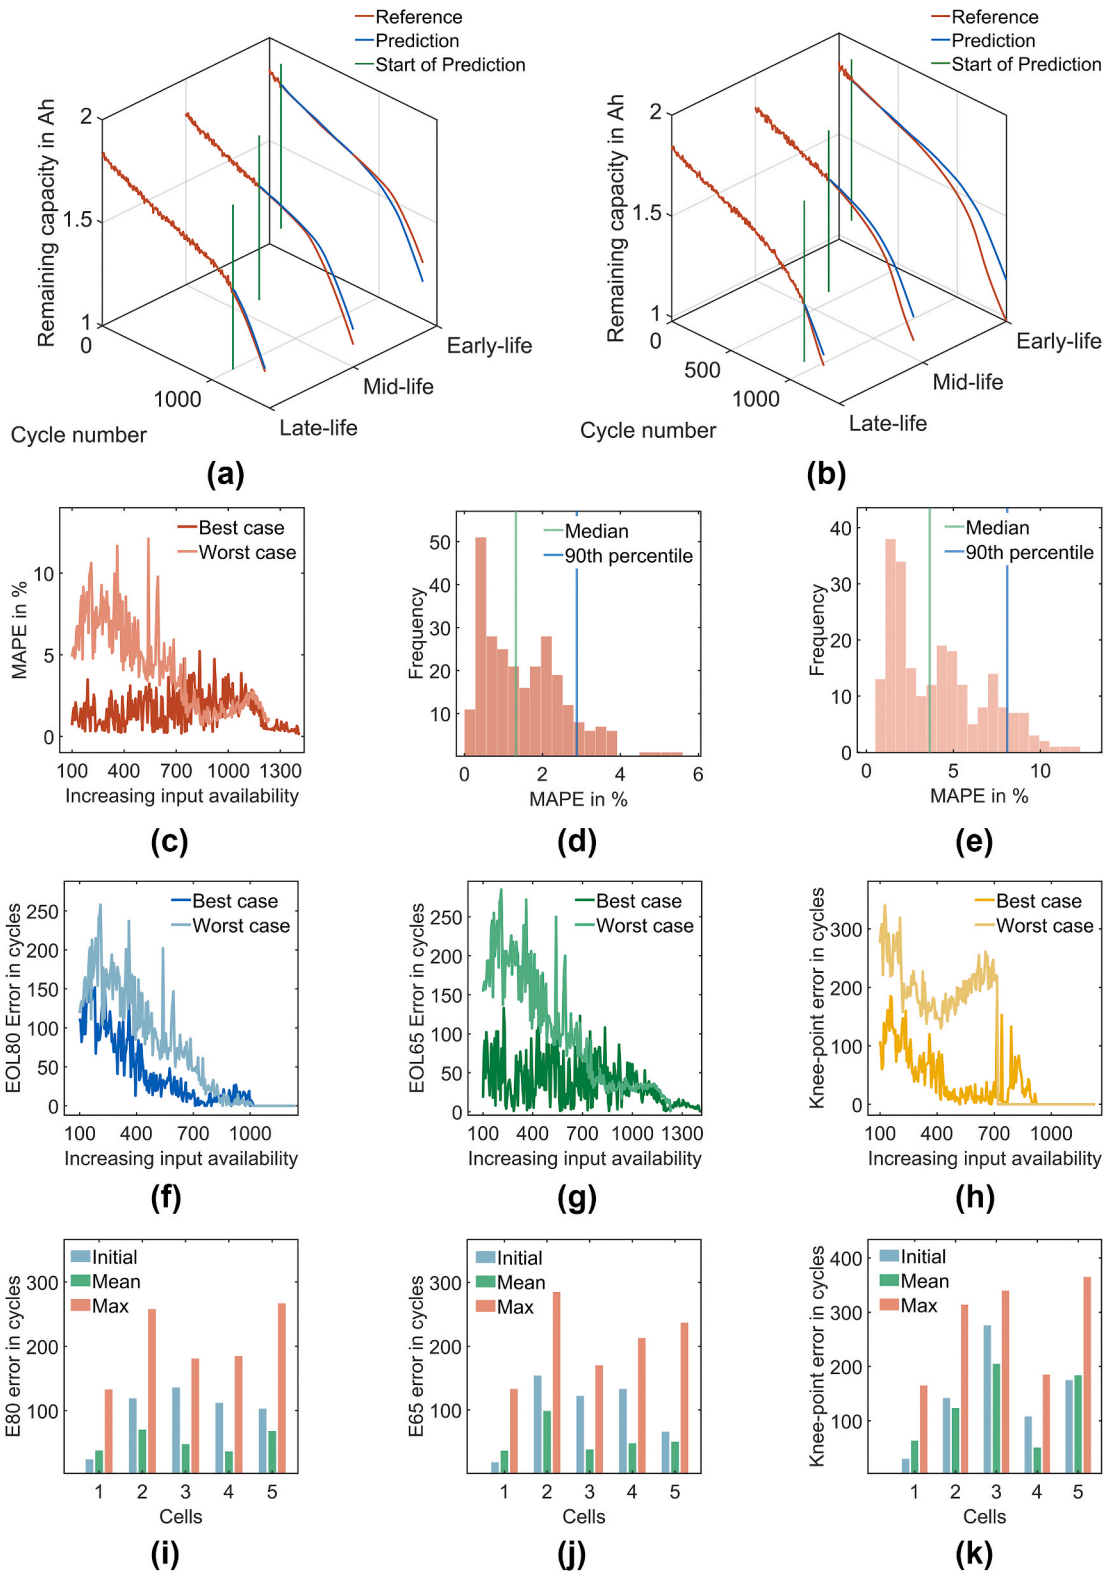 Reference
Prediction
Start of Prediction
Remaining capacity in Ah
2
1.5
1
0
1000
Cycle number
Early-life
Mid-life
Late-life
(a)
Reference
Prediction
Start of Prediction
Remaining capacity in Ah
2
1.5
1
0
500
1000
Cycle number
Early-life
Mid-life
Late-life
(b)
Best case
Worst case
MAPE in %
10
5
0
100 400 700 1000 1300
Increasing input availability
(c)
Median
90th percentile
Frequency
50
40
30
20
10
0 2 4 6
MAPE in %
(d)
Median
90th percentile
Frequency
40
30
20
10
0
0 5 10
MAPE in %
(e)
Best case
Worst case
EOL80 Error in cycles
250
200
150
100
50
0
100 400 700 1000
Increasing input availability
(f)
Best case
Worst case
EOL65 Error in cycles
250
200
150
100
50
0
100 400 700 1000 1300
Increasing input availability
(g)
Best case
Worst case
Knee-point error in cycles
300
200
100
0
100 400 700 1000
Increasing input availability
(h)
Initial
Mean
Max
E80 error in cycles
300
200
100
1 2 3 4 5
Cells
(i)
Initial
Mean
Max
E65 error in cycles
300
200
100
1 2 3 4 5
Cells
(j)
Initial
Mean
Max
Knee-point error in cycles
400
300
200
100
1 2 3 4 5
Cells
(k)